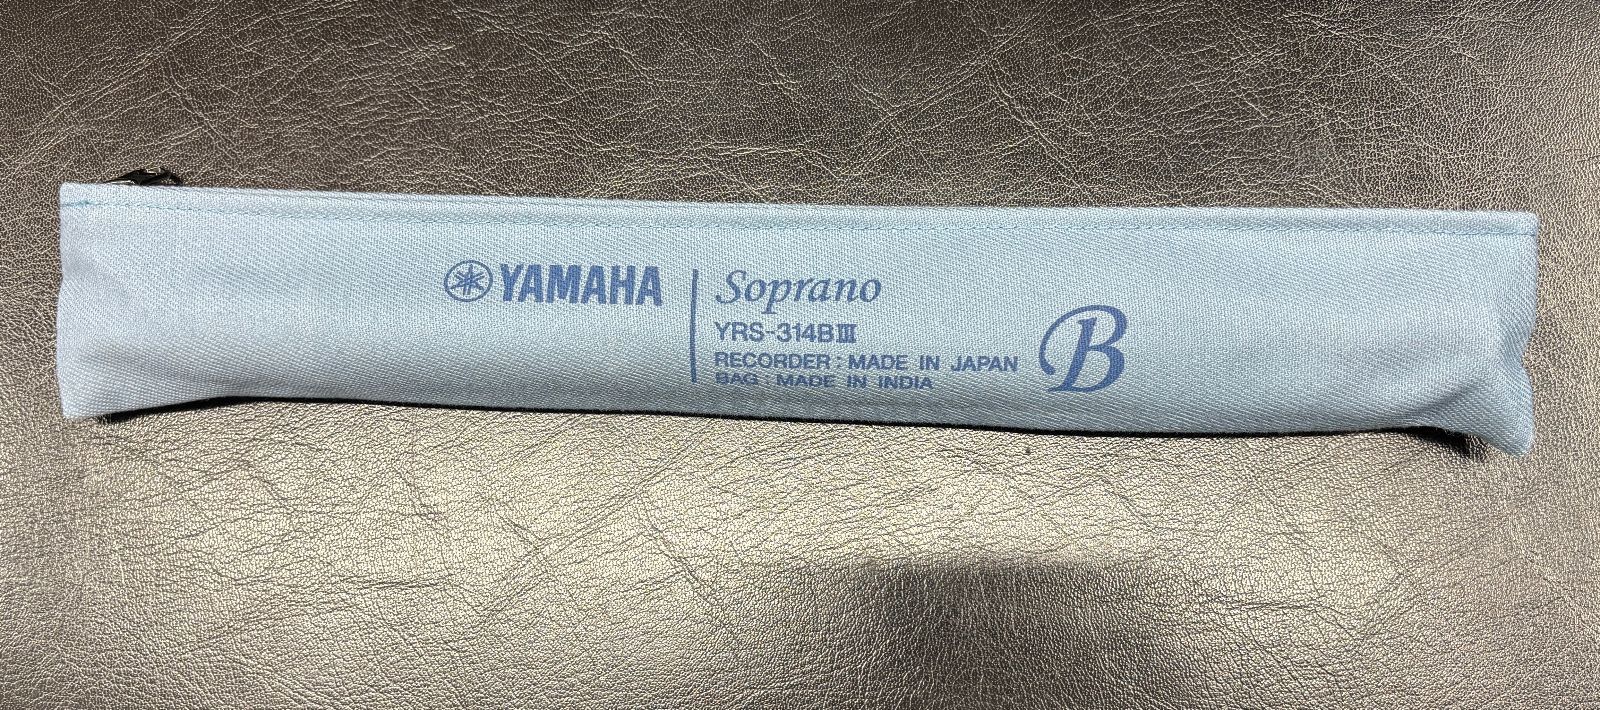 YAMAHA
Soprano
YRS-314BⅢ
RECORDER : MADE IN JAPAN
BAG : MADE IN INDIA
B